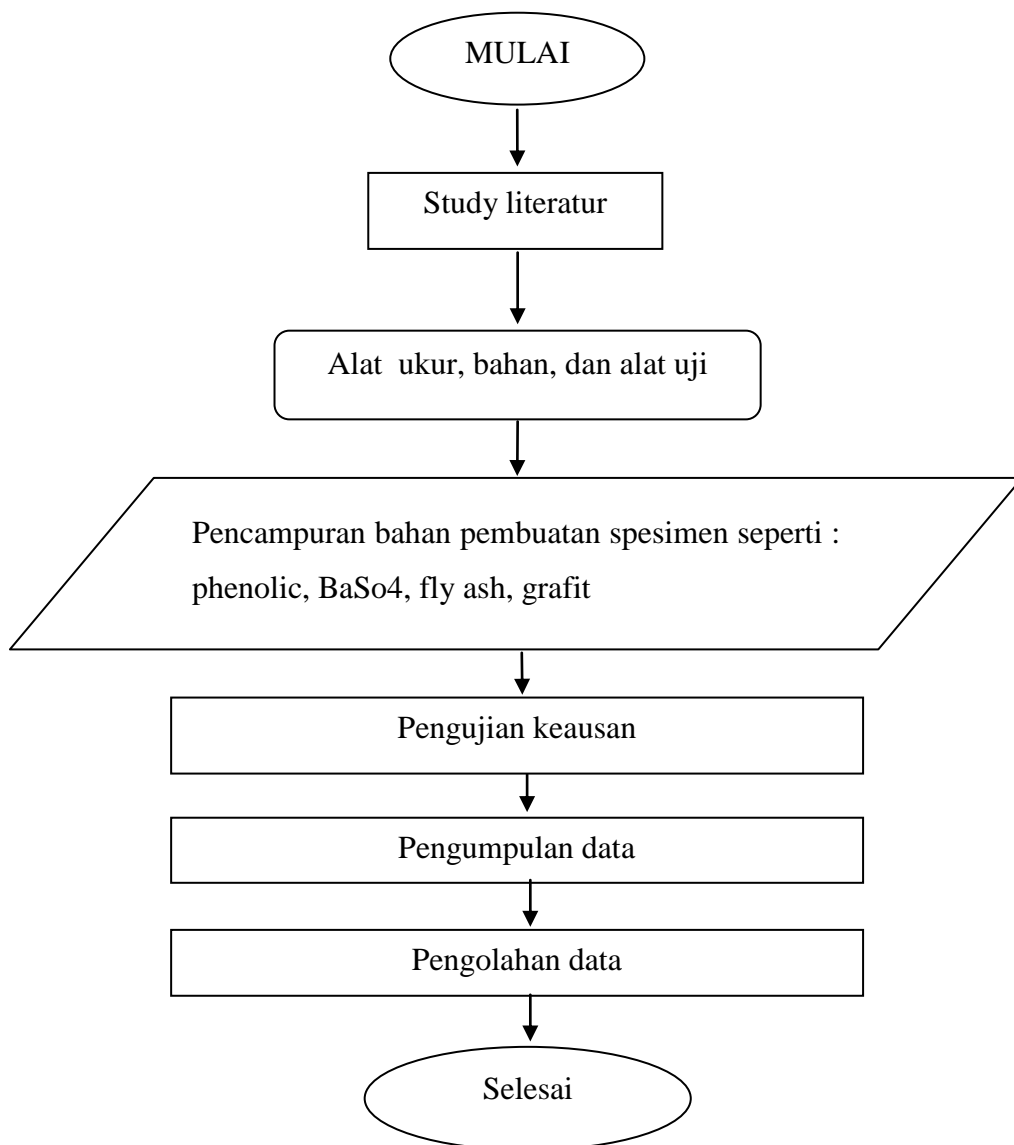 MULAI
Study literatur
Alat ukur, bahan, dan alat uji
Pencampuran bahan pembuatan spesimen seperti :
phenolic, BaSo4, fly ash, grafit
Pengujian keausan
Pengumpulan data
Pengolahan data
Selesai